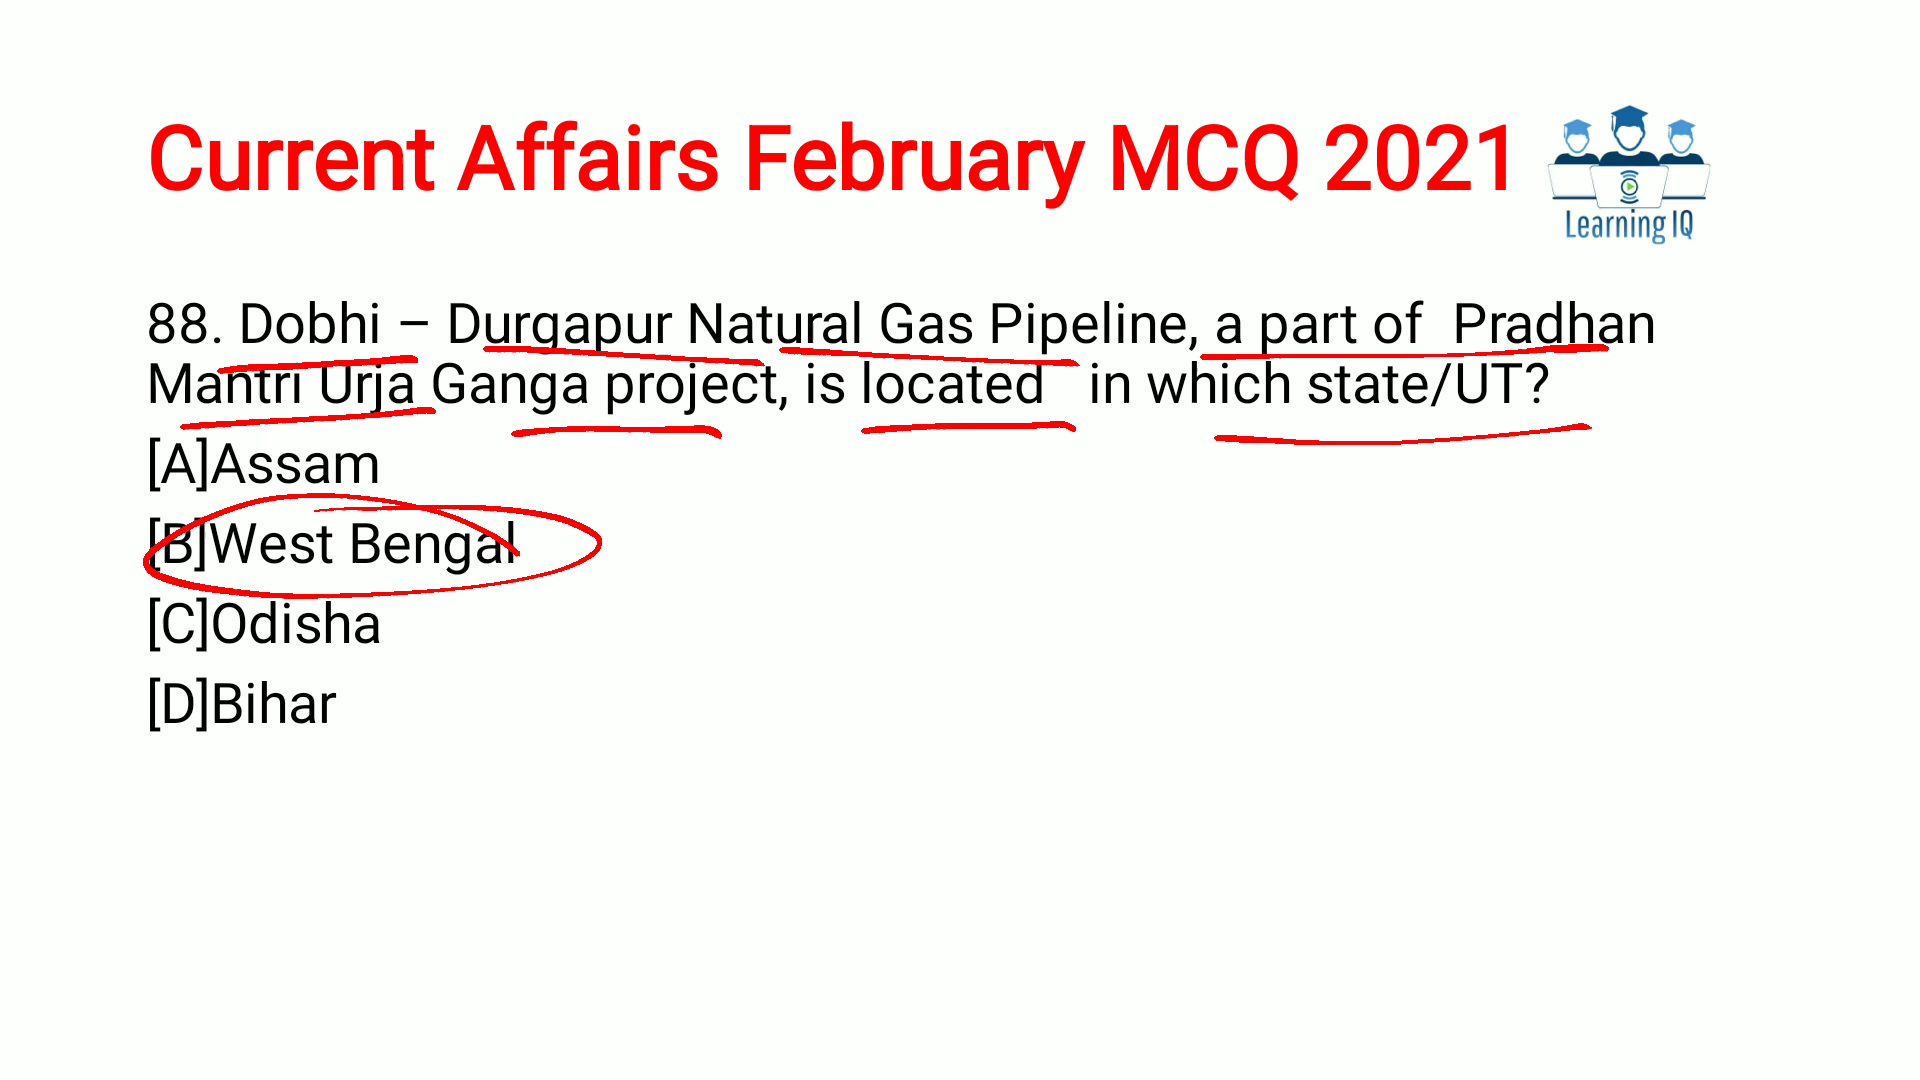 Current Affairs February MCQ 2021
Learning IQ
88. Dobhi – Durgapur Natural Gas Pipeline, a part of Pradhan
Mantri Urja Ganga project, is located in which state/UT?
[A]Assam
[B]West Bengal
[C]Odisha
[D]Bihar